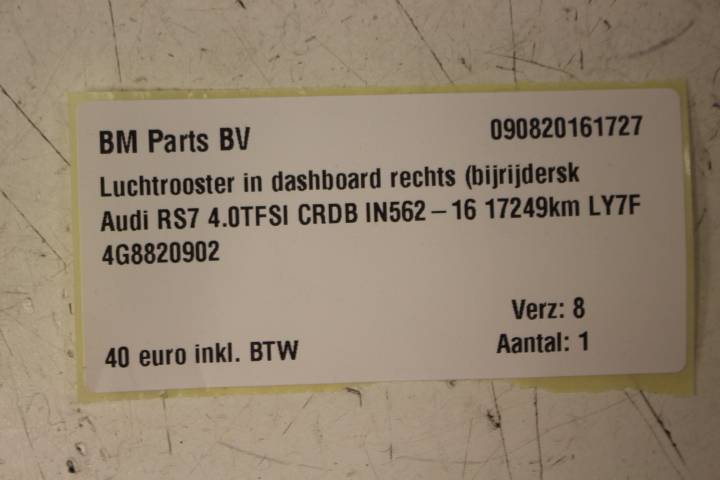 BM Parts BV 090820161727
Luchtrooster in dashboard rechts (bijrijdersk
Audi RS7 4.0TFSI CRDB IN562-16 17249km LY7F
4G8820902
Verz: 8
40 euro inkl. BTW Aantal: 1